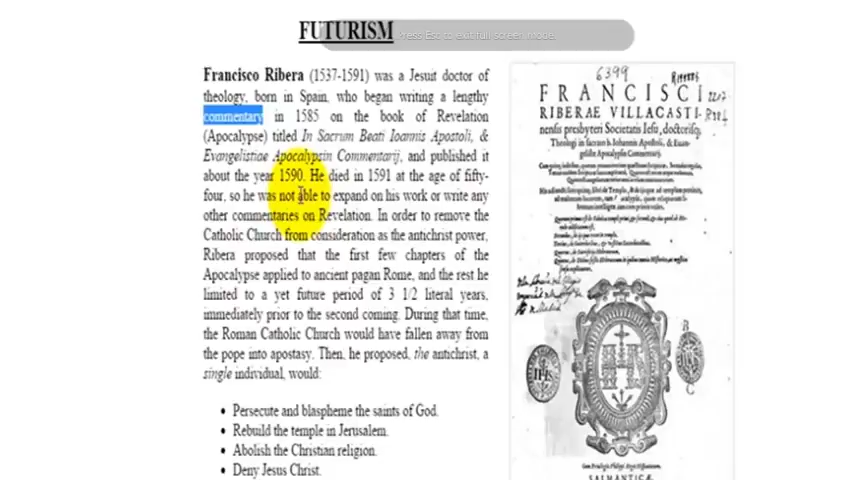 FUTURISM
Press Esc to exit full screen mode.
Francisco Ribera (1537-1591) was a Jesuit doctor of
theology, born in Spain, who began writing a lengthy
commentary in 1585 on the book of Revelation
(Apocalypse) titled In Sacrum Beati Ioannis Apostoli, &
Evangelistiae Apocalypsin Commentarij, and published it
about the year 1590. He died in 1591 at the age of fifty-
four, so he was not able to expand on his work or write any
other commentaries on Revelation. In order to remove the
Catholic Church from consideration as the antichrist power,
Ribera proposed that the first few chapters of the
Apocalypse applied to ancient pagan Rome, and the rest he
limited to a yet future period of 3 1/2 literal years,
immediately prior to the second coming. During that time,
the Roman Catholic Church would have fallen away from
the pope into apostasy. Then, he proposed, the antichrist, a
single individual, would:
• Persecute and blaspheme the saints of God.
• Rebuild the temple in Jerusalem.
• Abolish the Christian religion.
• Deny Jesus Christ.
6399
FRANCISCI
RIBERAE VILLACASTI-
nensis presbyteri Societatis Iesu, doctorisq;
Theologi in sacram b. Iohannis Apostoli, & Euan-
gelistæ Apocalypsin Commentarij.
IHS
SALMANTICÆ